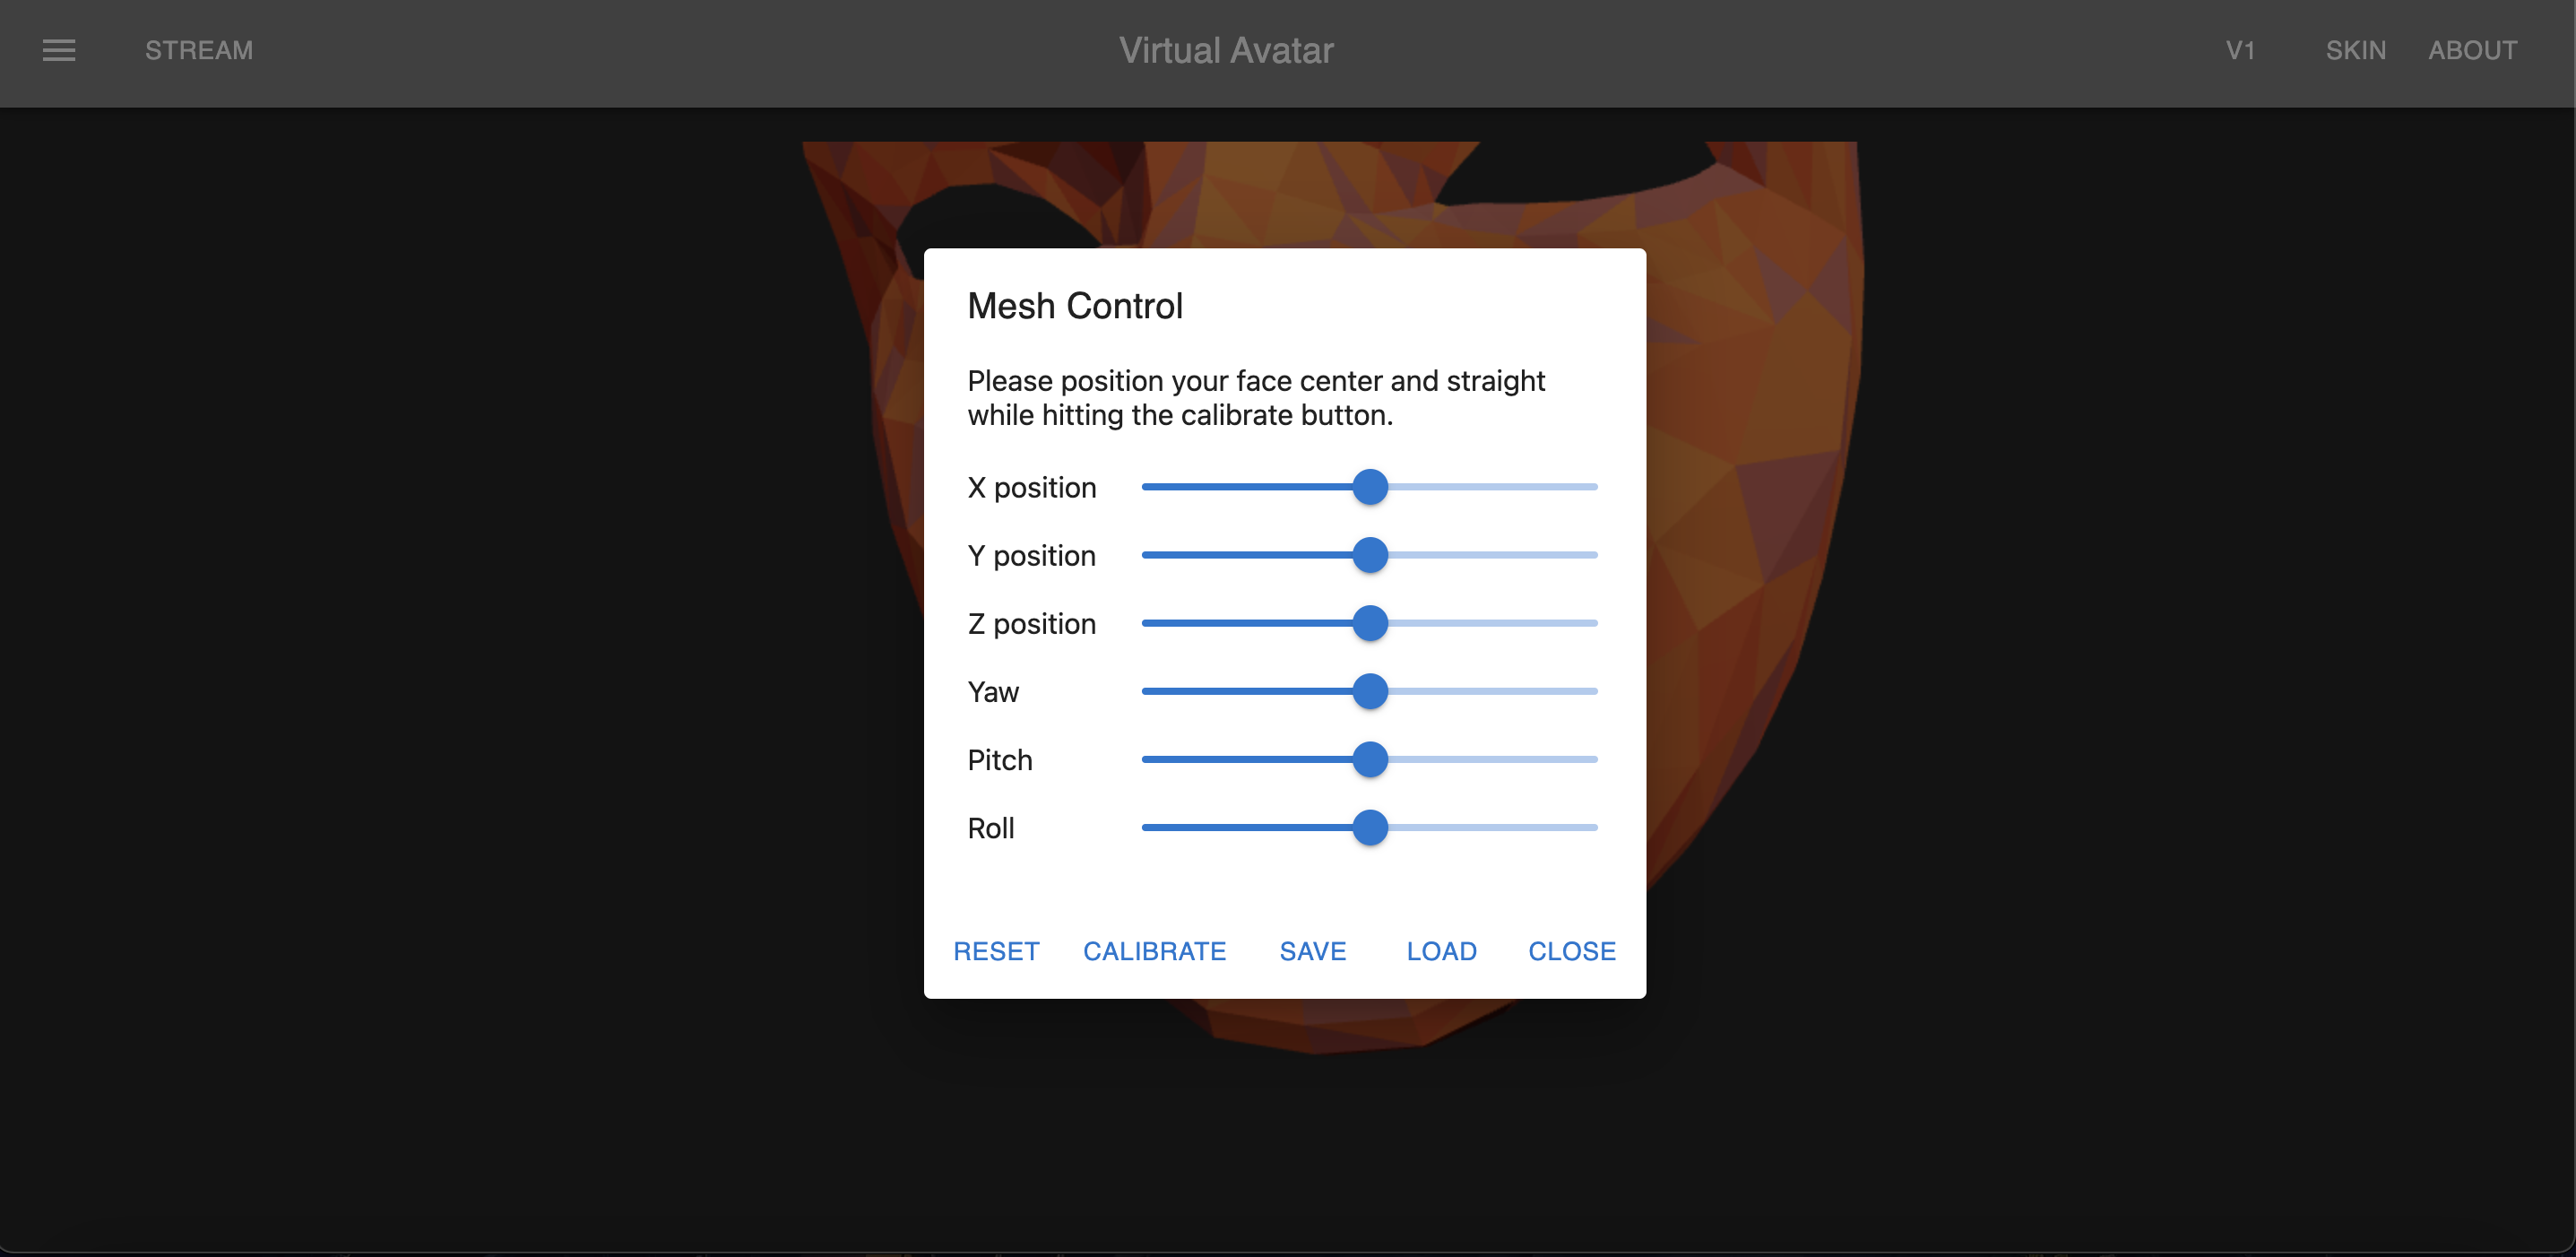 STREAM
Virtual Avatar
V1
SKIN
ABOUT
Mesh Control
Please position your face center and straight
while hitting the calibrate button.
X position
Y position
Z position
Yaw
Pitch
Roll
RESET
CALIBRATE
SAVE
LOAD
CLOSE